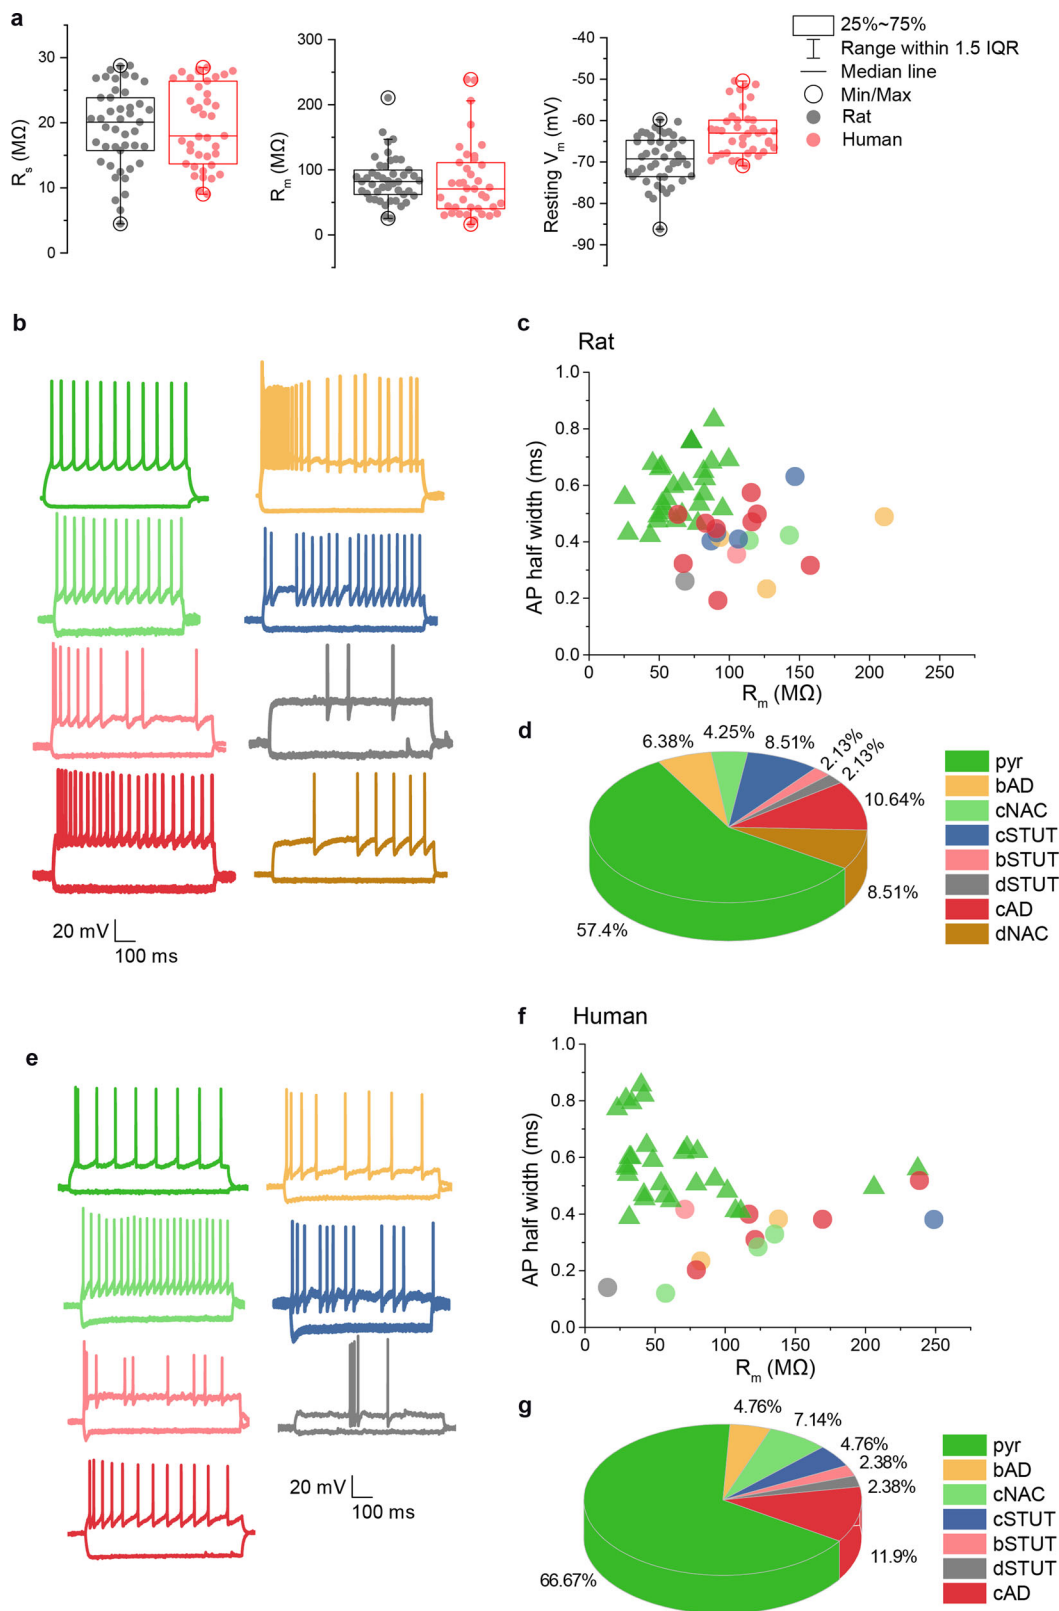 a
30
20
10
0
Rs (MΩ)
300
200
100
0
Rm (MΩ)
-40
-50
-60
-70
-80
-90
Resting Vm (mV)
25%~75%
Range within 1.5 IQR
Median line
Min/Max
Rat
Human
b
20 mV
100 ms
c
Rat
1.0
0.8
0.6
0.4
0.2
0.0
AP half width (ms)
0 50 100 150 200 250
Rm (MΩ)
d
6.38%
4.25%
8.51%
2.13%
2.13%
10.64%
8.51%
57.4%
pyr
bAD
cNAC
cSTUT
bSTUT
dSTUT
cAD
dNAC
e
20 mV
100 ms
f
Human
1.0
0.8
0.6
0.4
0.2
0.0
AP half width (ms)
0 50 100 150 200 250
Rm (MΩ)
g
4.76%
7.14%
4.76%
2.38%
2.38%
11.9%
66.67%
pyr
bAD
cNAC
cSTUT
bSTUT
dSTUT
cAD